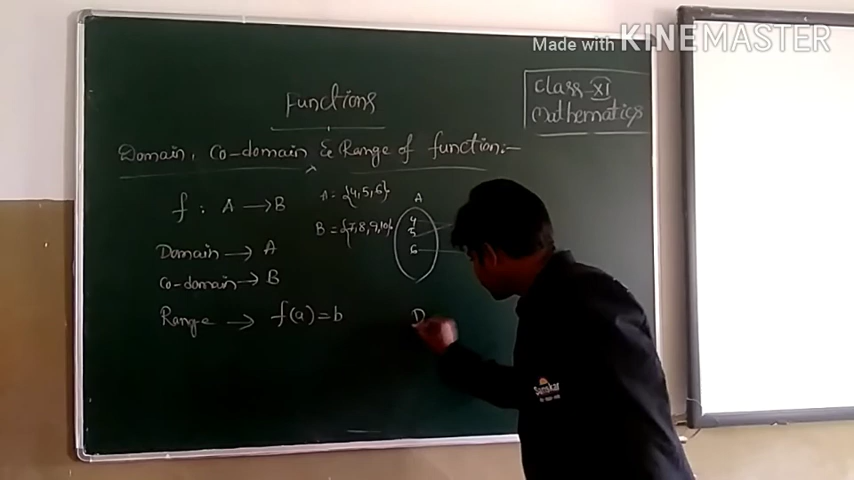 Made with KINEMASTER
Class XI
Mathematics
Functions
Domain, Co-domain & Range of function:-
f : A → B
A = {4,5,6}
B = {7,8,9,10}
A
4
5
6
Domain → A
Co-domain → B
Range → f(a) = b
D
Sanskar